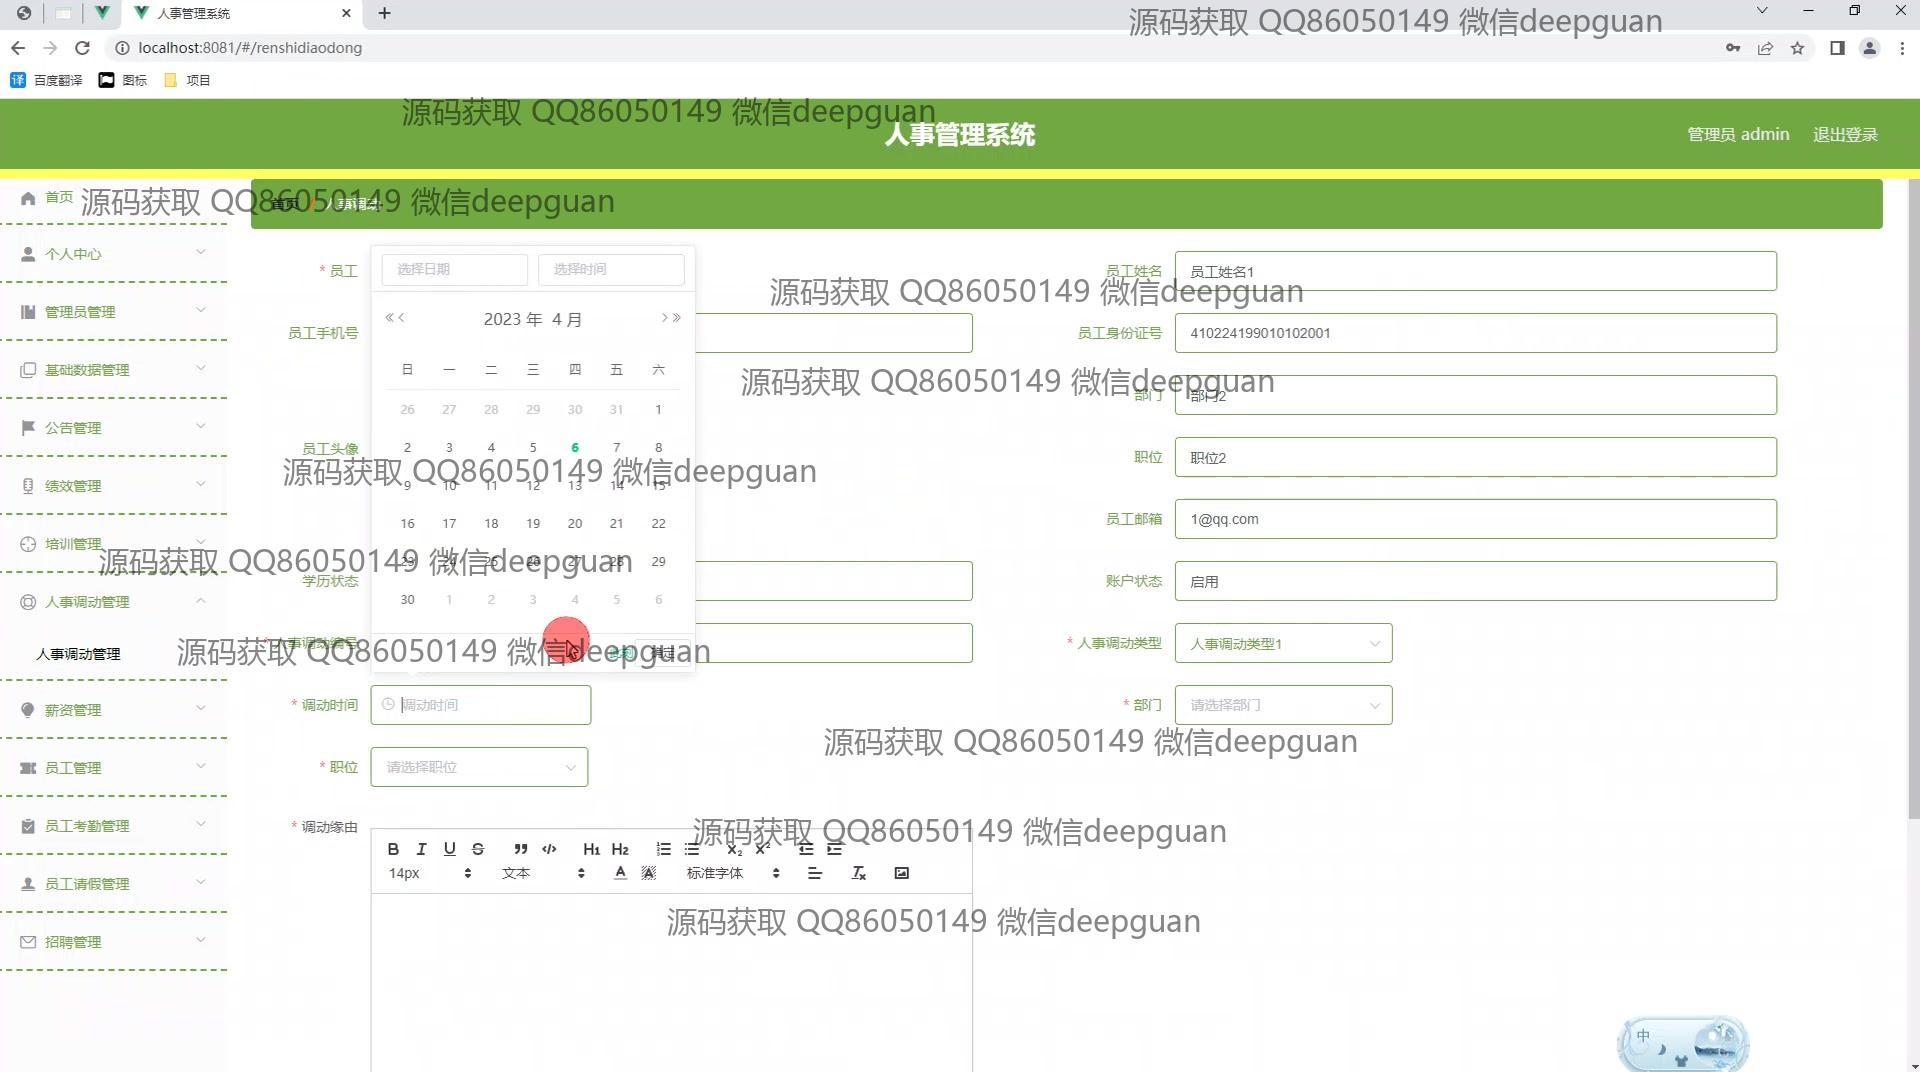 人事管理系统
源码获取 QQ86050149 微信deepguan
localhost:8081/#/renshidiaodong
百度翻译 图标 项目
源码获取 QQ86050149 微信deepguan
人事管理系统
管理员 admin 退出登录
首页
源码获取 QQ86050149 微信deepguan
首页 / 人事调动
个人中心
管理员管理
基础数据管理
公告管理
绩效管理
培训管理
人事调动管理
人事调动管理
薪资管理
员工管理
员工考勤管理
员工请假管理
招聘管理
* 员工
选择日期 选择时间
员工姓名 员工姓名1
源码获取 QQ86050149 微信deepguan
2023 年 4 月
员工手机号
员工身份证号 410224199010102001
日 一 二 三 四 五 六
源码获取 QQ86050149 微信deepguan
部门 部门2
26 27 28 29 30 31 1
2 3 4 5 6 7 8
员工头像
职位 职位2
源码获取 QQ86050149 微信deepguan
9 10 11 12 13 14 15
16 17 18 19 20 21 22
员工邮箱 1@qq.com
源码获取 QQ86050149 微信deepguan
23 24 25 26 27 28 29
学历状态
账户状态 启用
30 1 2 3 4 5 6
* 人事调动编号
源码获取 QQ86050149 微信deepguan
此刻 确定
* 人事调动类型 人事调动类型1
* 调动时间 调动时间
* 部门 请选择部门
源码获取 QQ86050149 微信deepguan
* 职位 请选择职位
* 调动缘由
源码获取 QQ86050149 微信deepguan
B I U S H1 H2 X2 X2
14px 文本 A A 标准字体 Tx
源码获取 QQ86050149 微信deepguan
中